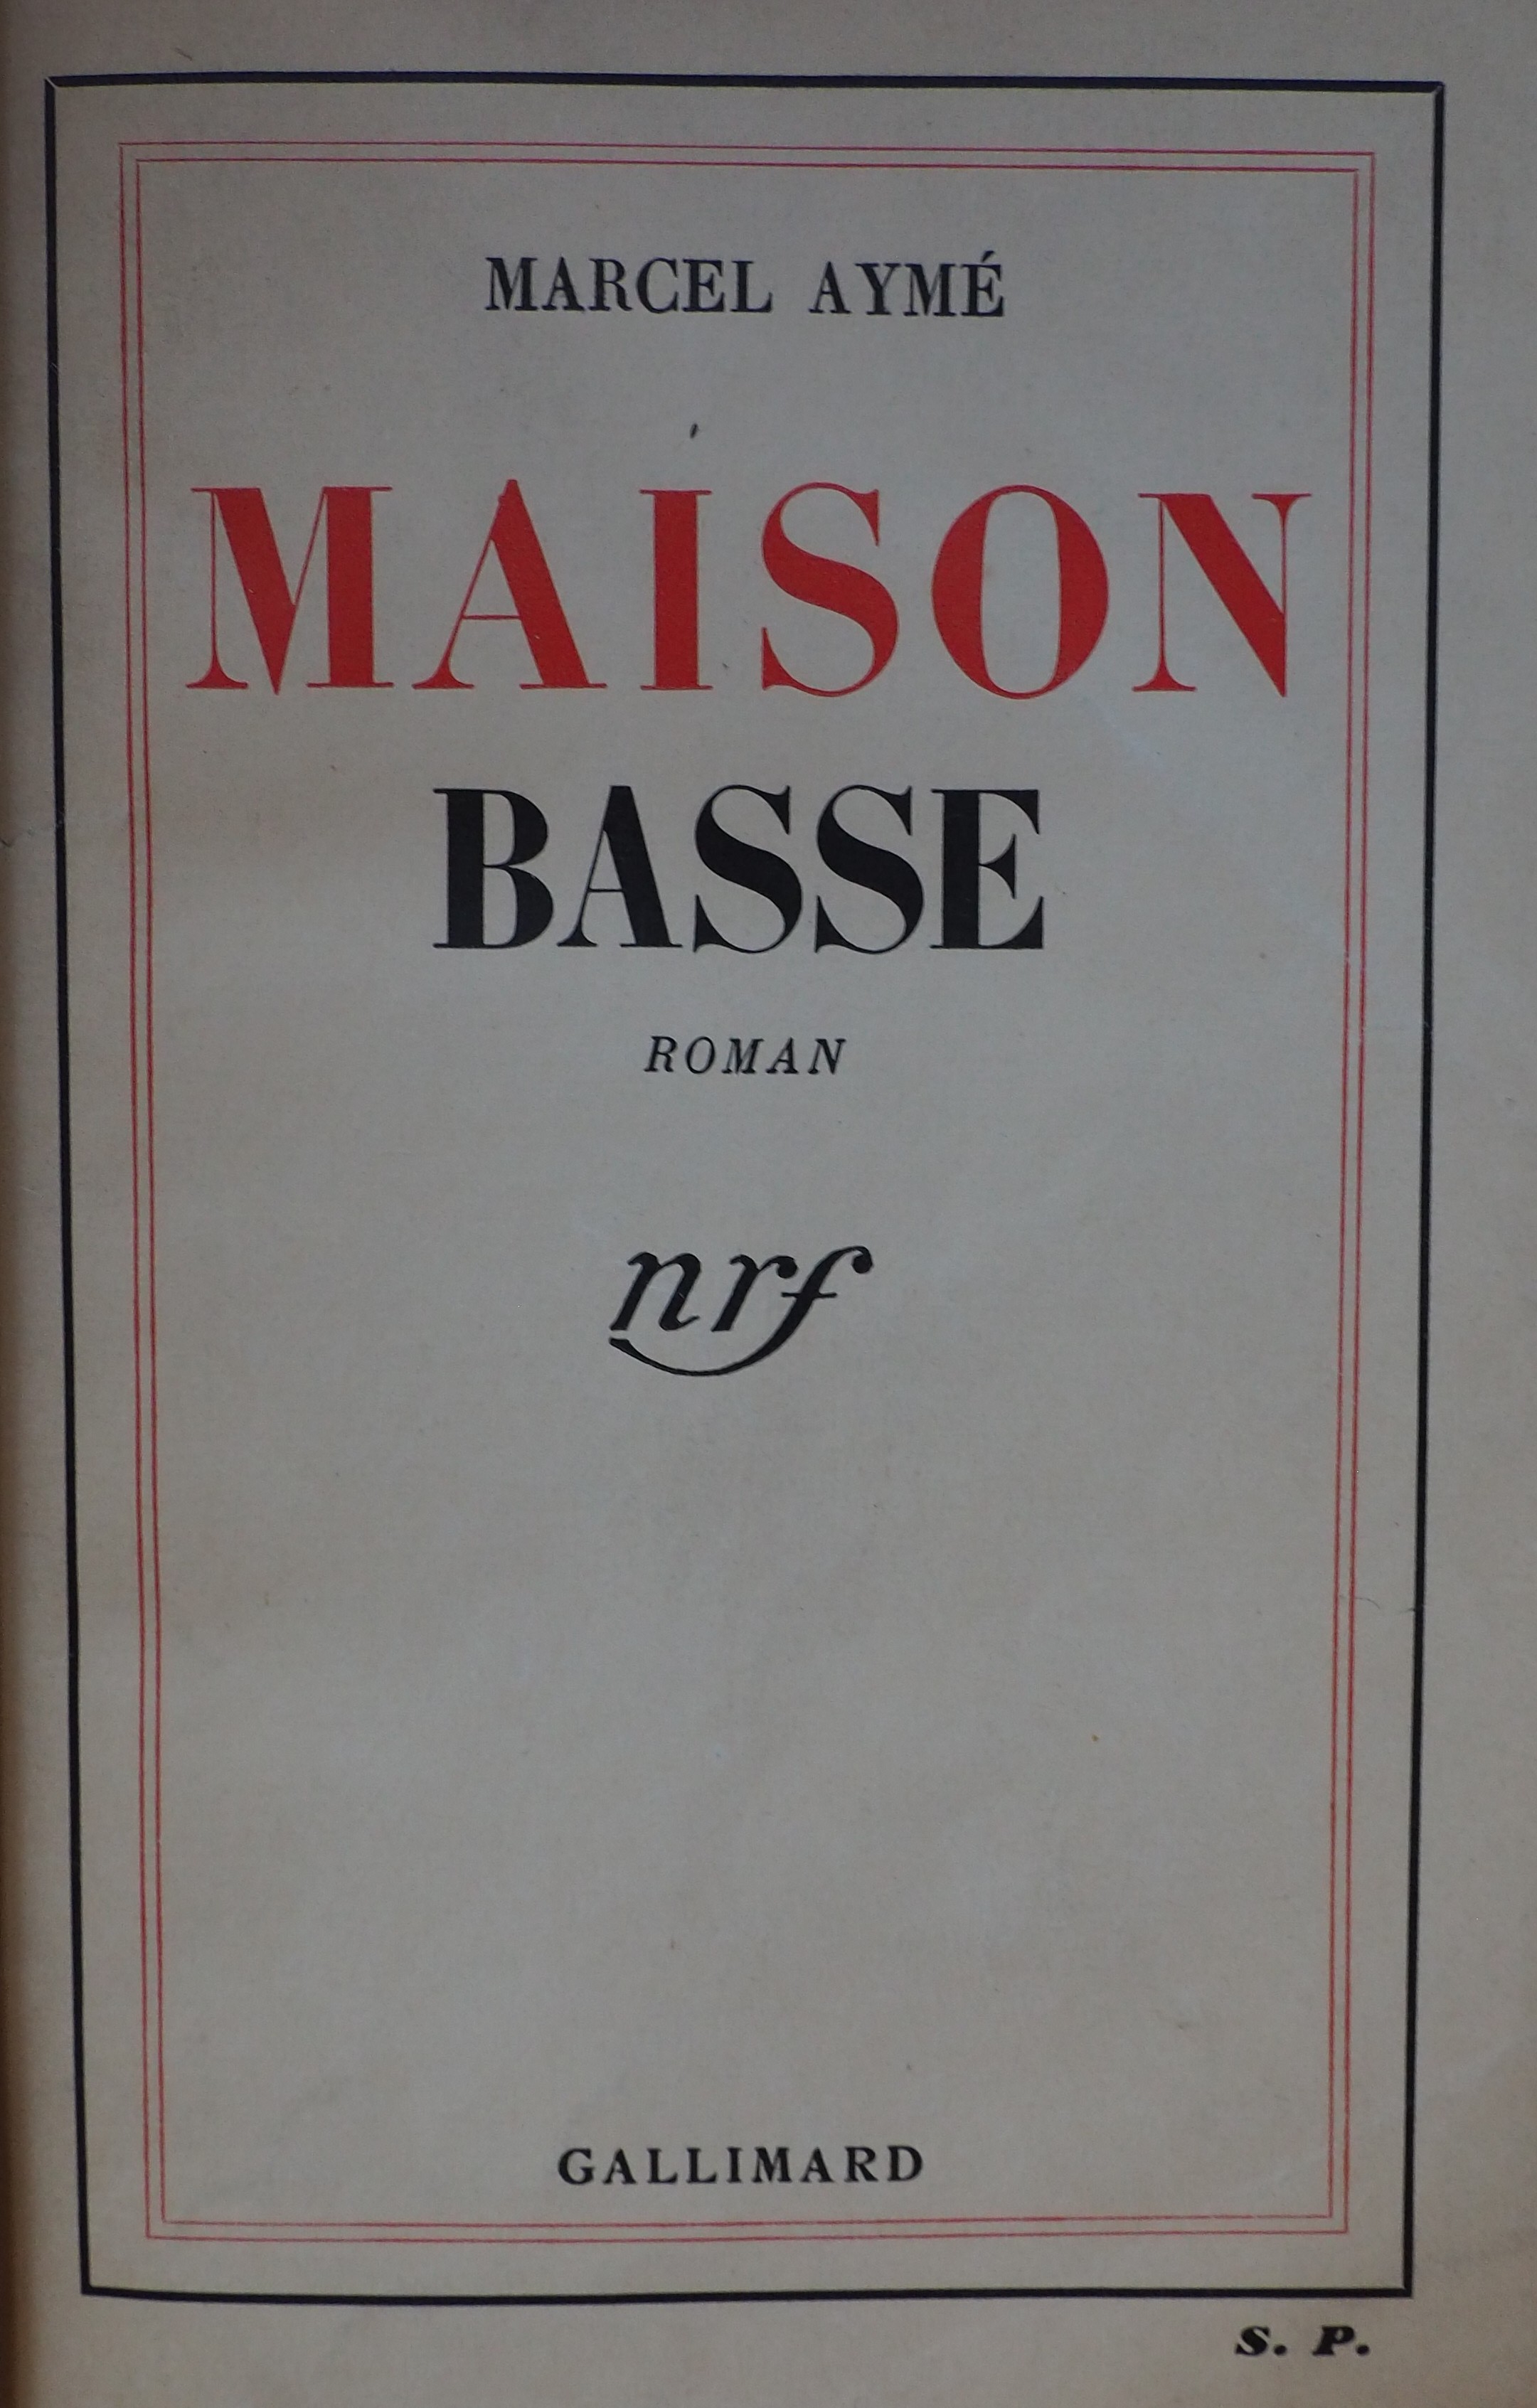 MARCEL AYMÉ
MAISON
BASSE
ROMAN
nrf
GALLIMARD
S. P.